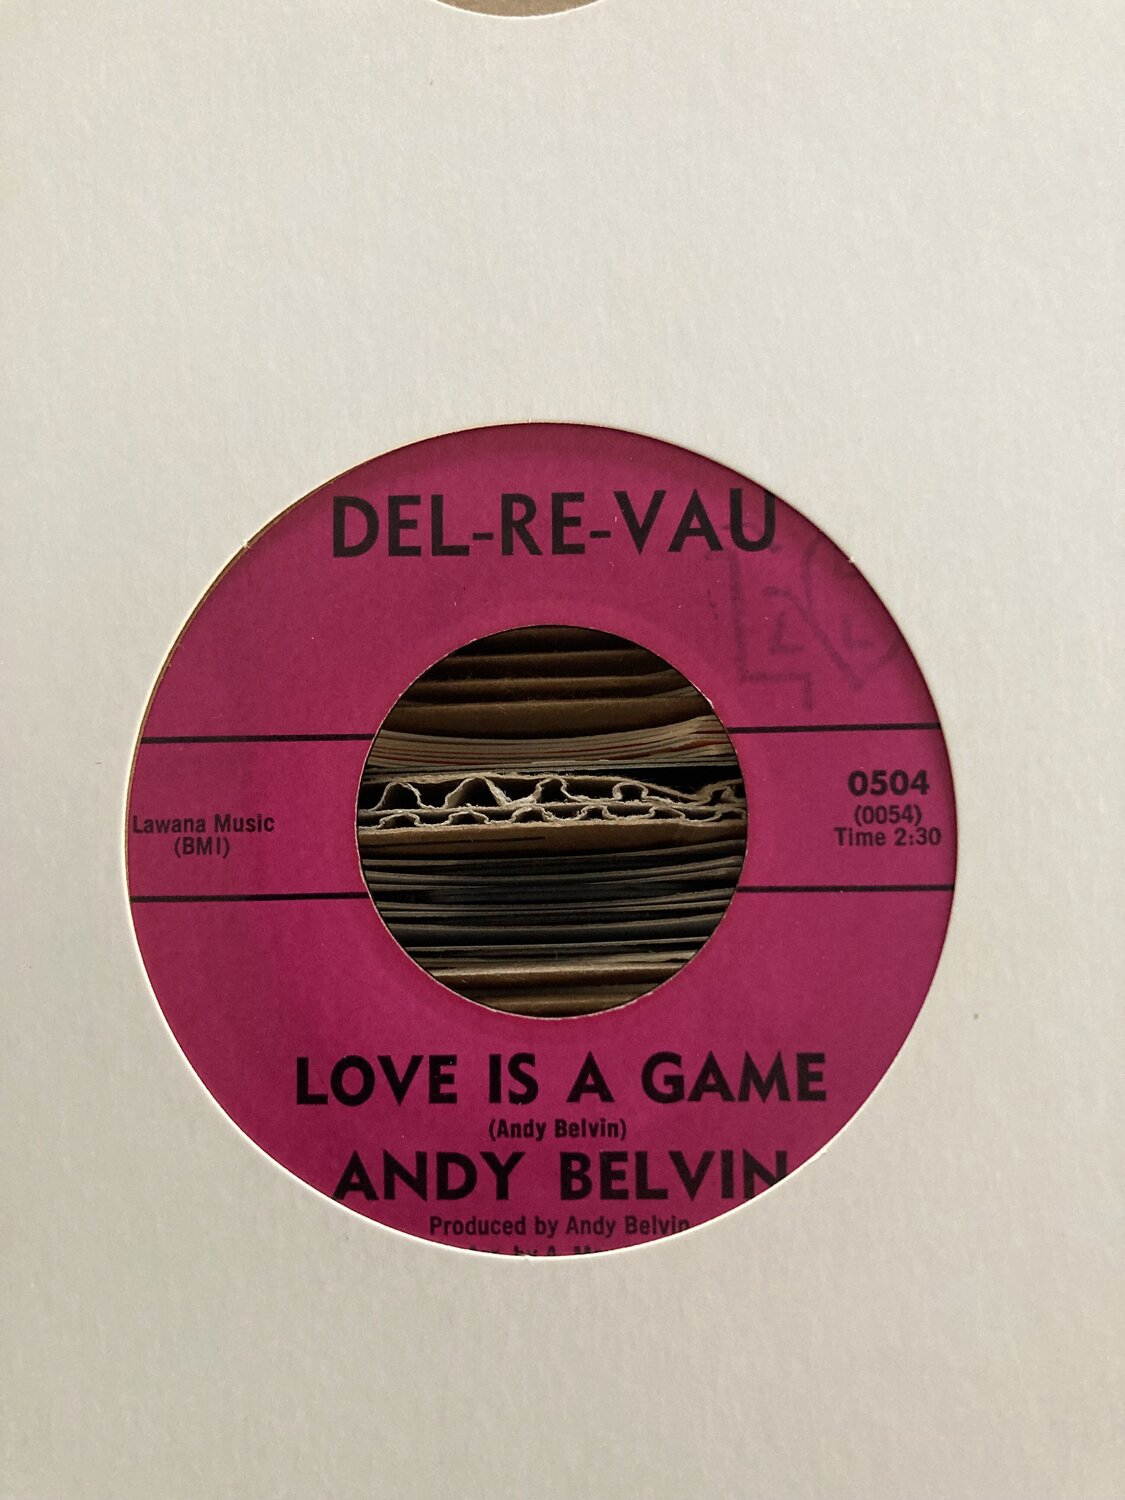 DEL-RE-VAU
Lawana Music
(BMI)
0504
(0054)
Time 2:30
LOVE IS A GAME
(Andy Belvin)
ANDY BELVIN
Produced by Andy Belvin
by A.